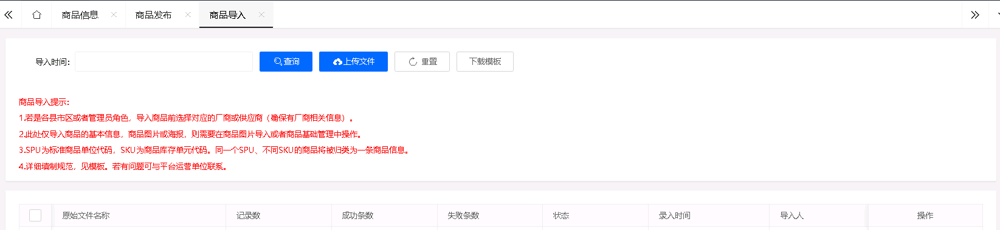 商品信息 商品发布 商品导入
导入时间: 查询 上传文件 重置 下载模板
商品导入提示:
1.若是各县市区或者管理员角色，导入商品前选择对应的厂商或供应商（确保有厂商相关信息）。
2.此处仅导入商品的基本信息，商品图片或海报，则需要在商品图片导入或者商品基础管理中操作。
3.SPU为标准商品单位代码，SKU为商品库存单元代码。同一个SPU、不同SKU的商品将被归类为一条商品信息。
4.详细填制规范，见模板。若有问题可与平台运营单位联系。
原始文件名称 记录数 成功条数 失败条数 状态 录入时间 导入人 操作